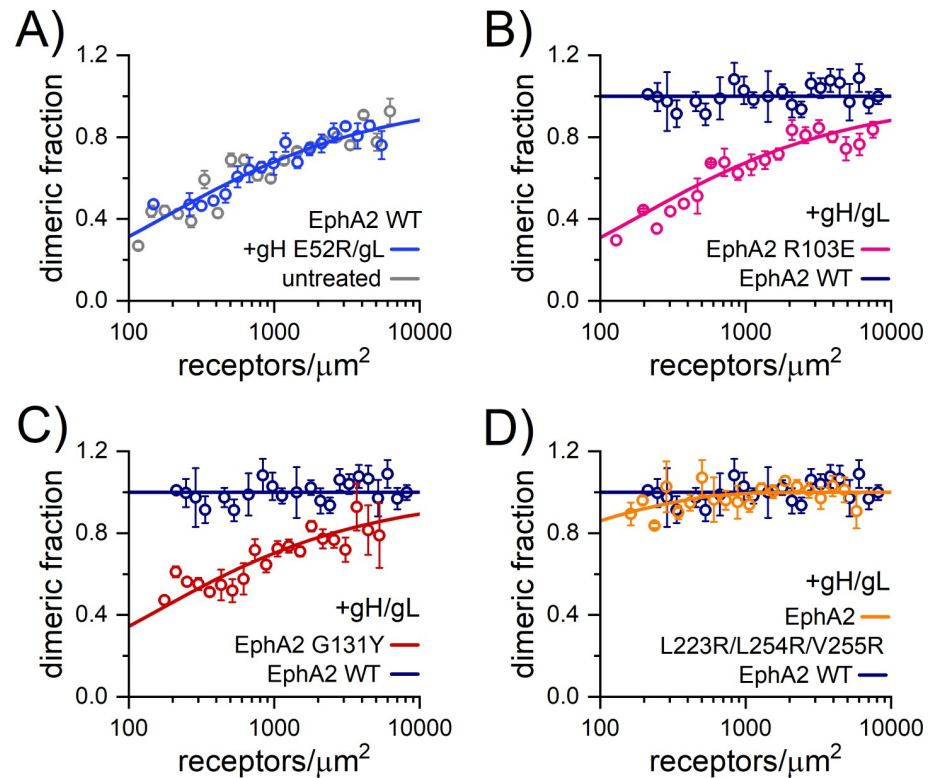 A)
dimeric fraction
1.2
0.8
0.4
0.0
EphA2 WT
+gH E52R/gL
untreated
100
1000
10000
receptors/μm²
B)
dimeric fraction
1.2
0.8
0.4
0.0
+gH/gL
EphA2 R103E
EphA2 WT
100
1000
10000
receptors/μm²
C)
dimeric fraction
1.2
0.8
0.4
0.0
+gH/gL
EphA2 G131Y
EphA2 WT
100
1000
10000
receptors/μm²
D)
dimeric fraction
1.2
0.8
0.4
0.0
+gH/gL
EphA2
L223R/L254R/V255R
EphA2 WT
100
1000
10000
receptors/μm²